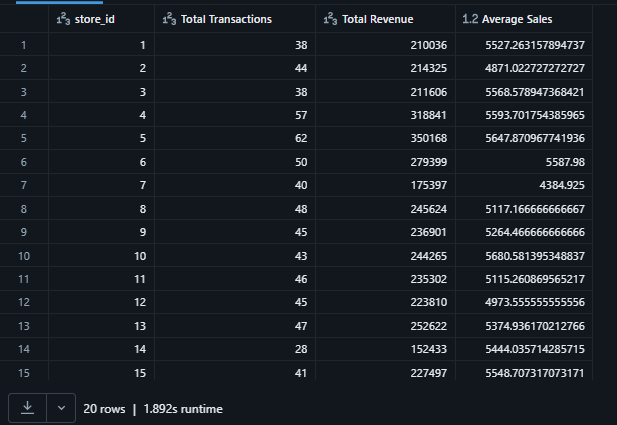 1²3 store_id 1²3 Total Transactions 1²3 Total Revenue 1.2 Average Sales
1 1 38 210036 5527.263157894737
2 2 44 214325 4871.022727272727
3 3 38 211606 5568.578947368421
4 4 57 318841 5593.701754385965
5 5 62 350168 5647.870967741936
6 6 50 279399 5587.98
7 7 40 175397 4384.925
8 8 48 245624 5117.166666666667
9 9 45 236901 5264.466666666666
10 10 43 244265 5680.581395348837
11 11 46 235302 5115.260869565217
12 12 45 223810 4973.555555555556
13 13 47 252622 5374.936170212766
14 14 28 152433 5444.035714285715
15 15 41 227497 5548.707317073171
20 rows | 1.892s runtime